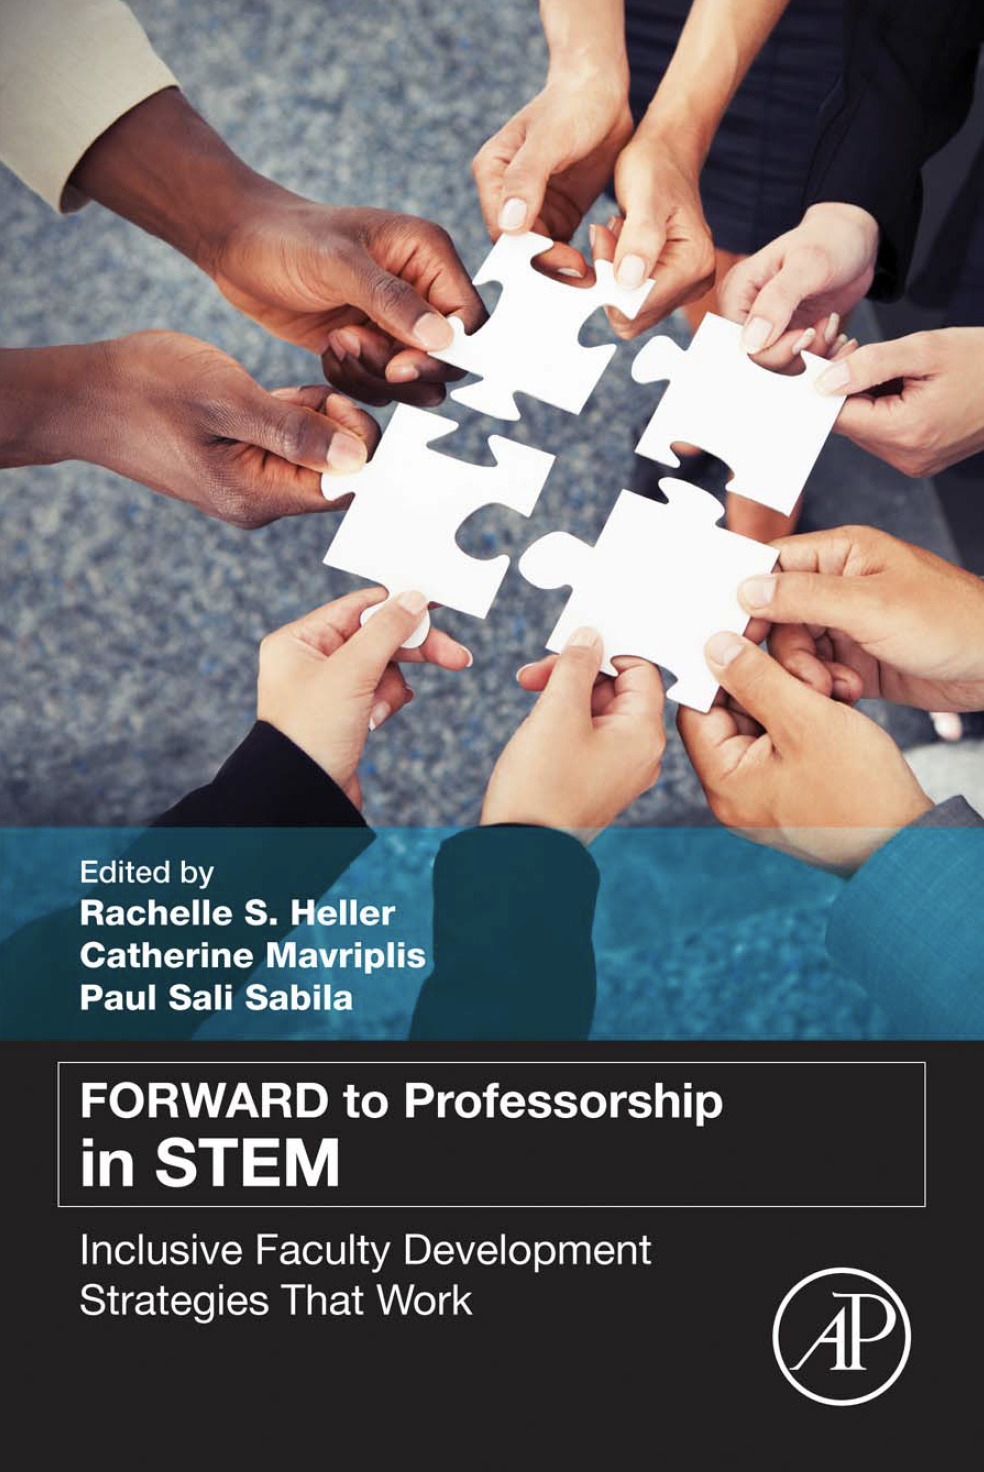 Edited by
Rachelle S. Heller
Catherine Mavriplis
Paul Sali Sabila
FORWARD to Professorship
in STEM
Inclusive Faculty Development
Strategies That Work
AP